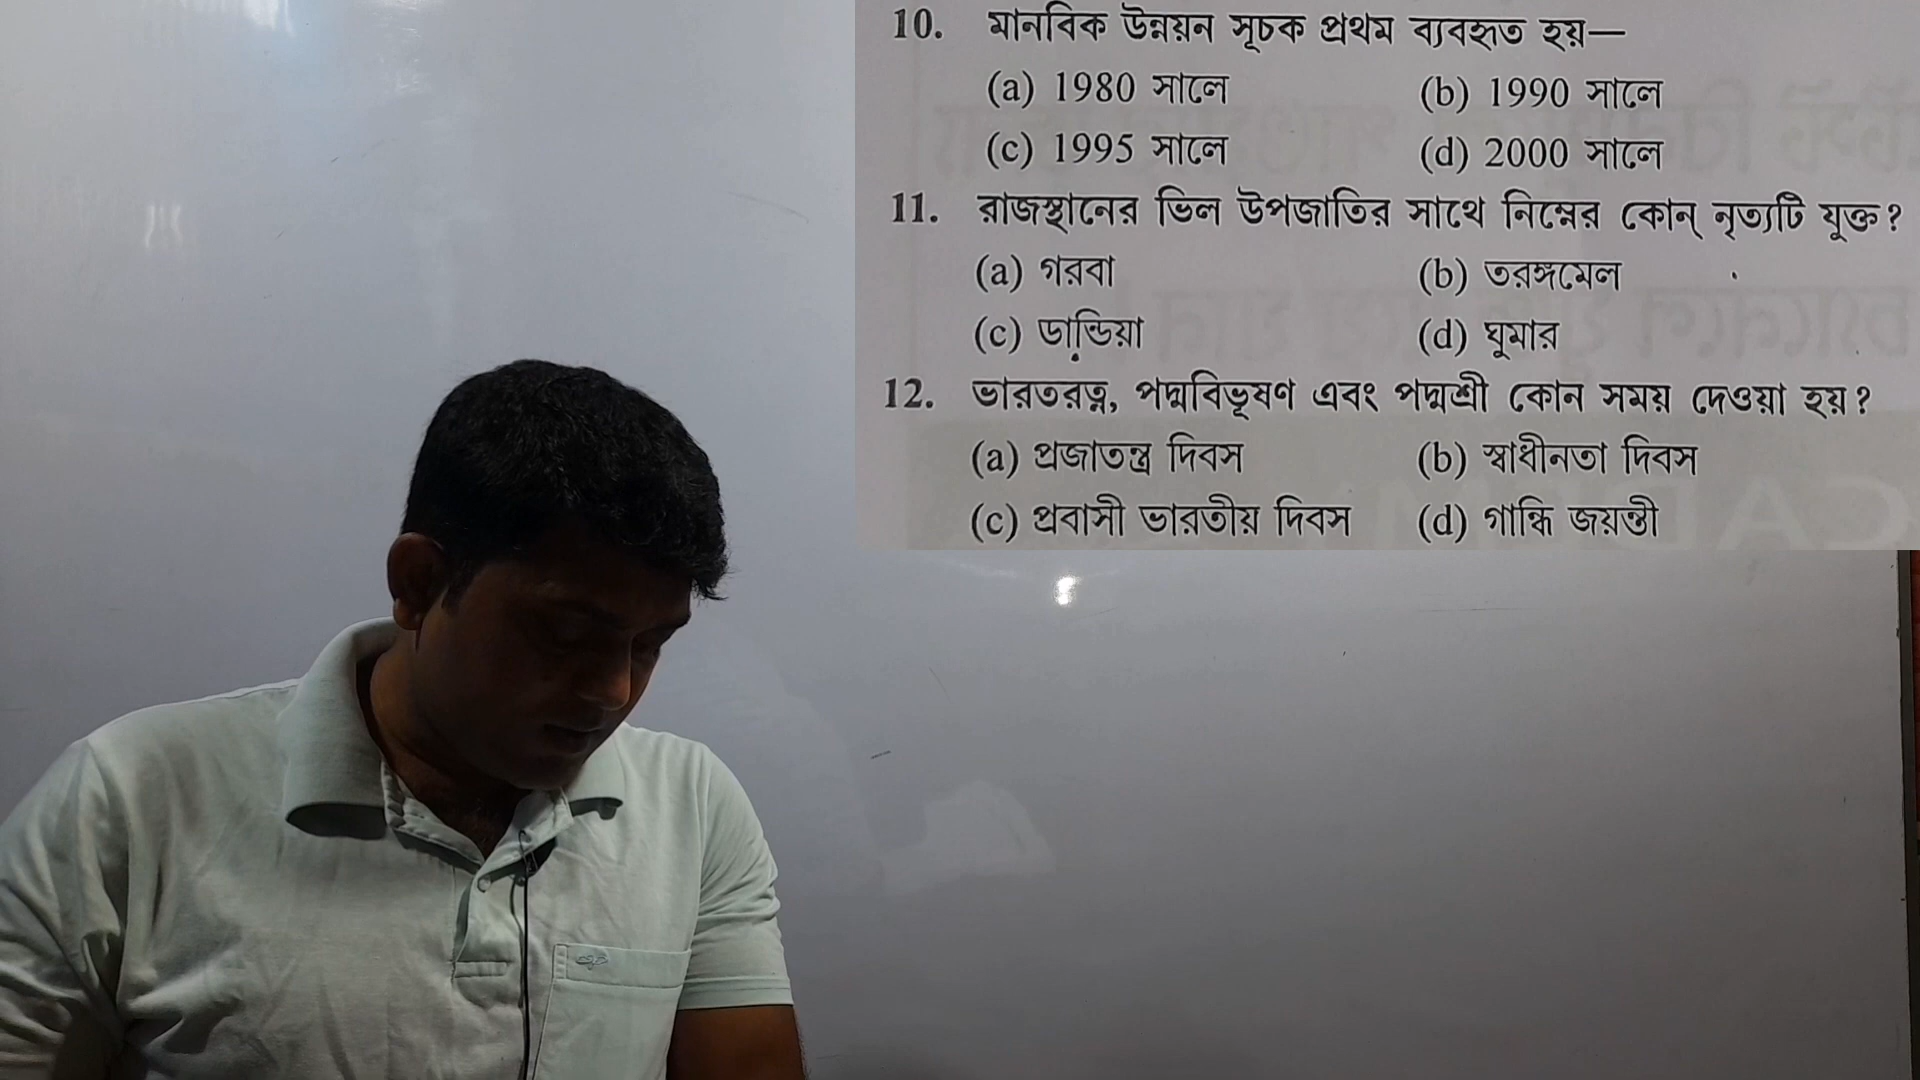 10. মানবিক উন্নয়ন সূচক প্রথম ব্যবহৃত হয়—
(a) 1980 সালে (b) 1990 সালে
(c) 1995 সালে (d) 2000 সালে
11. রাজস্থানের ভিল উপজাতির সাথে নিম্নের কোন্ নৃত্যটি যুক্ত?
(a) গরবা (b) তরঙ্গমেল
(c) ডান্ডিয়া (d) ঘুমার
12. ভারতরত্ন, পদ্মবিভূষণ এবং পদ্মশ্রী কোন সময় দেওয়া হয়?
(a) প্রজাতন্ত্র দিবস (b) স্বাধীনতা দিবস
(c) প্রবাসী ভারতীয় দিবস (d) গান্ধি জয়ন্তী